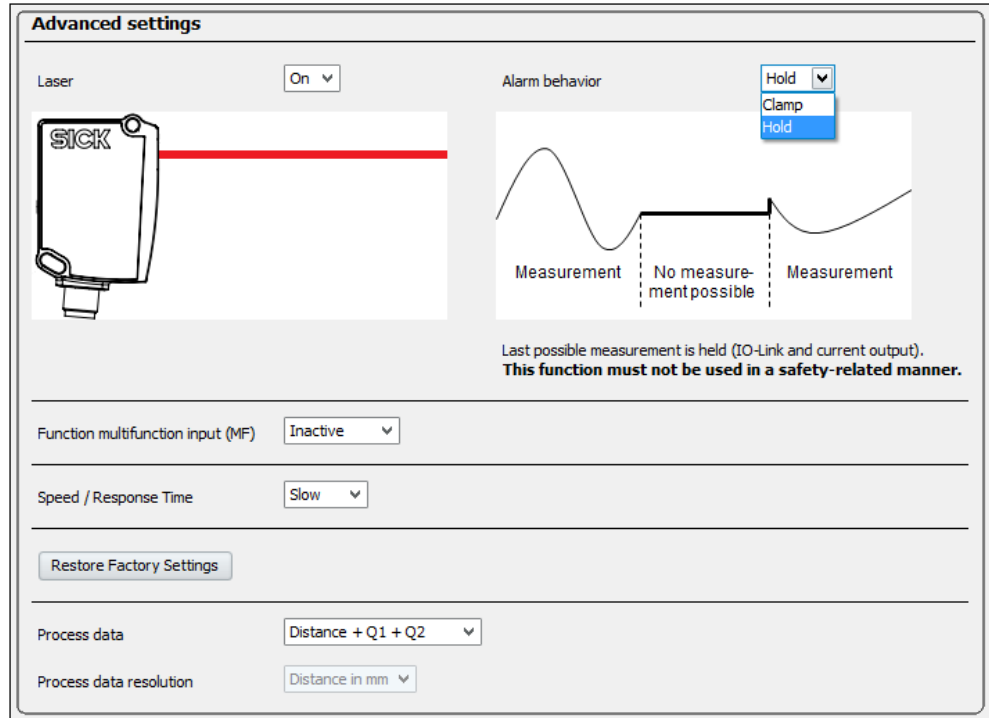 Advanced settings
Laser
On
Alarm behavior
Hold
Clamp
Hold
SICK
Measurement
No measure-
ment possible
Measurement
Last possible measurement is held (IO-Link and current output).
This function must not be used in a safety-related manner.
Function multifunction input (MF)
Inactive
Speed / Response Time
Slow
Restore Factory Settings
Process data
Distance + Q1 + Q2
Process data resolution
Distance in mm